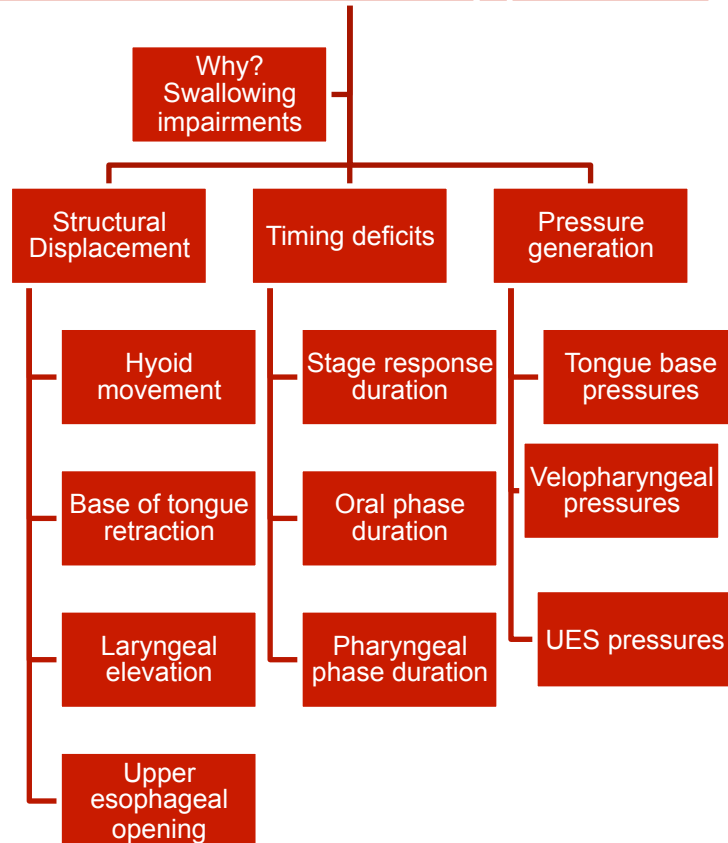 Why?
Swallowing
impairments
Structural
Displacement
Timing deficits
Pressure
generation
Hyoid
movement
Stage response
duration
Tongue base
pressures
Base of tongue
retraction
Oral phase
duration
Velopharyngeal
pressures
Laryngeal
elevation
Pharyngeal
phase duration
UES pressures
Upper
esophageal
opening